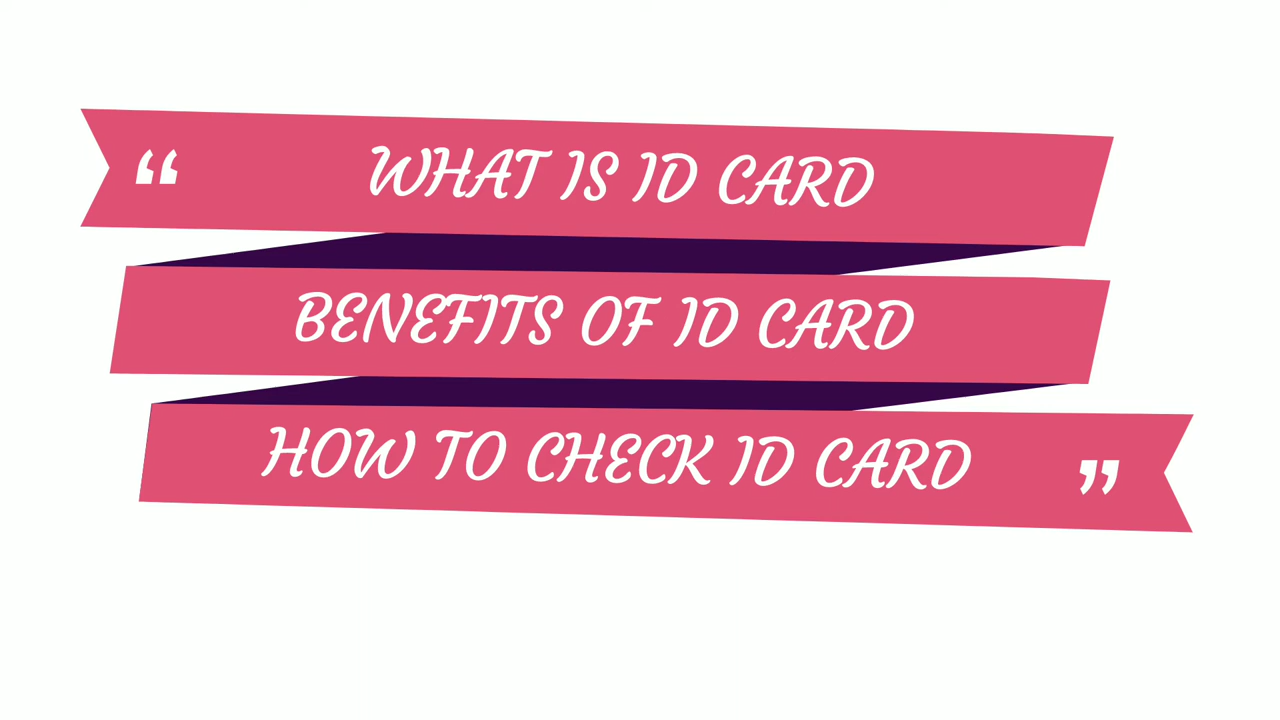 “ WHAT IS ID CARD
BENEFITS OF ID CARD
HOW TO CHECK ID CARD ”